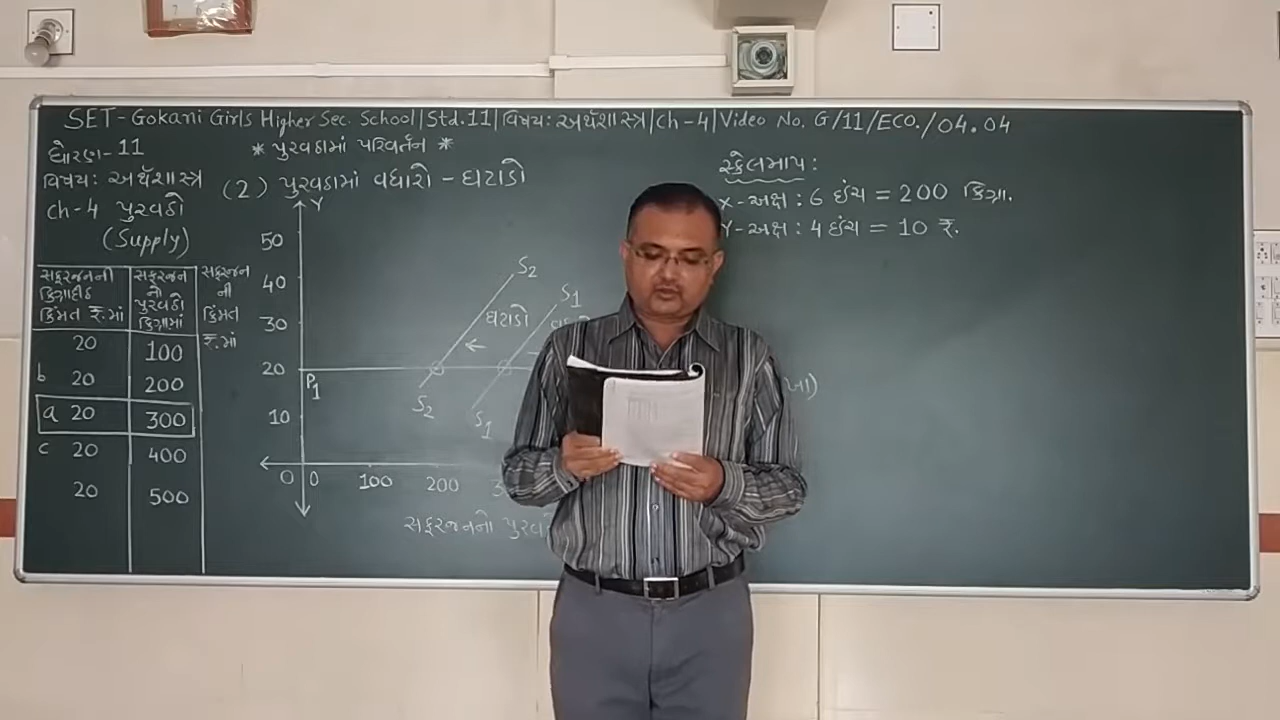 SET - Gokani Girls Higher Sec. School | Std. 11 | વિષય: અર્થશાસ્ત્ર | Ch-4 | Video No. G/11/ECO./04.04
ધોરણ-11
વિષય: અર્થશાસ્ત્ર
Ch-4 પુરવઠો
(Supply)
સફરજનની કિગ્રાદીઠ કિંમત ₹.માં | સફરજનનો પુરવઠો કિગ્રામાં
20 100
b 20 200
a 20 300
c 20 400
20 500
* પુરવઠામાં પરિવર્તન *
(2) પુરવઠામાં વધારો - ઘટાડો
સફરજન
ની
કિંમત
₹.માં
Y
50
40
30
20
10
0 0 100 200
P1
S2
S1
ઘટાડો
S2
S1
સફરજનનો
સ્કેલમાપ:
X-અક્ષ : 6 ઇંચ = 200 કિગ્રા.
Y-અક્ષ : 4 ઇંચ = 10 ₹.